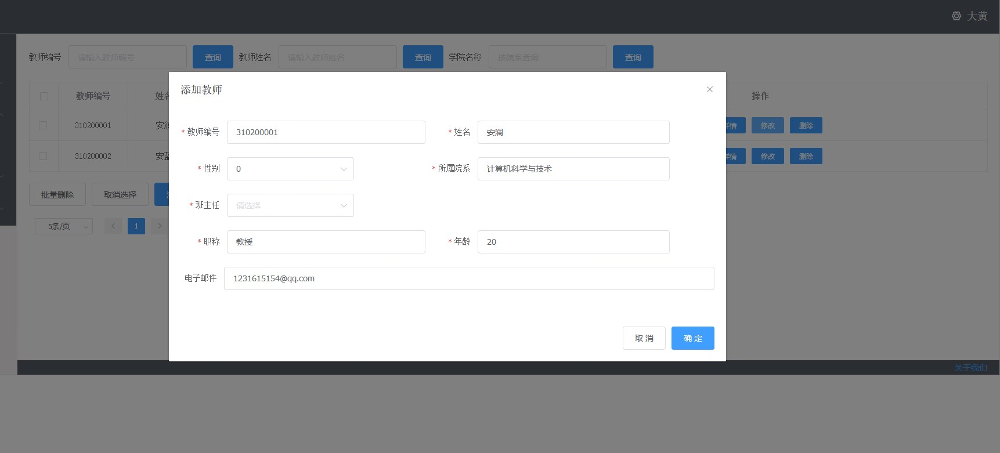 大黄
教师编号 请输入教师编号 查询 教师姓名 请输入教师姓名 查询 学院名称 按院系查询 查询
教师编号 姓名 操作
310200001 安澜 详情 修改 删除
310200002 安蓝 详情 修改 删除
批量删除 取消选择
5条/页 1
添加教师
* 教师编号 310200001 * 姓名 安澜
* 性别 0 * 所属院系 计算机科学与技术
* 班主任 请选择
* 职称 教授 * 年龄 20
电子邮件 1231615154@qq.com
取 消 确 定
关于我们